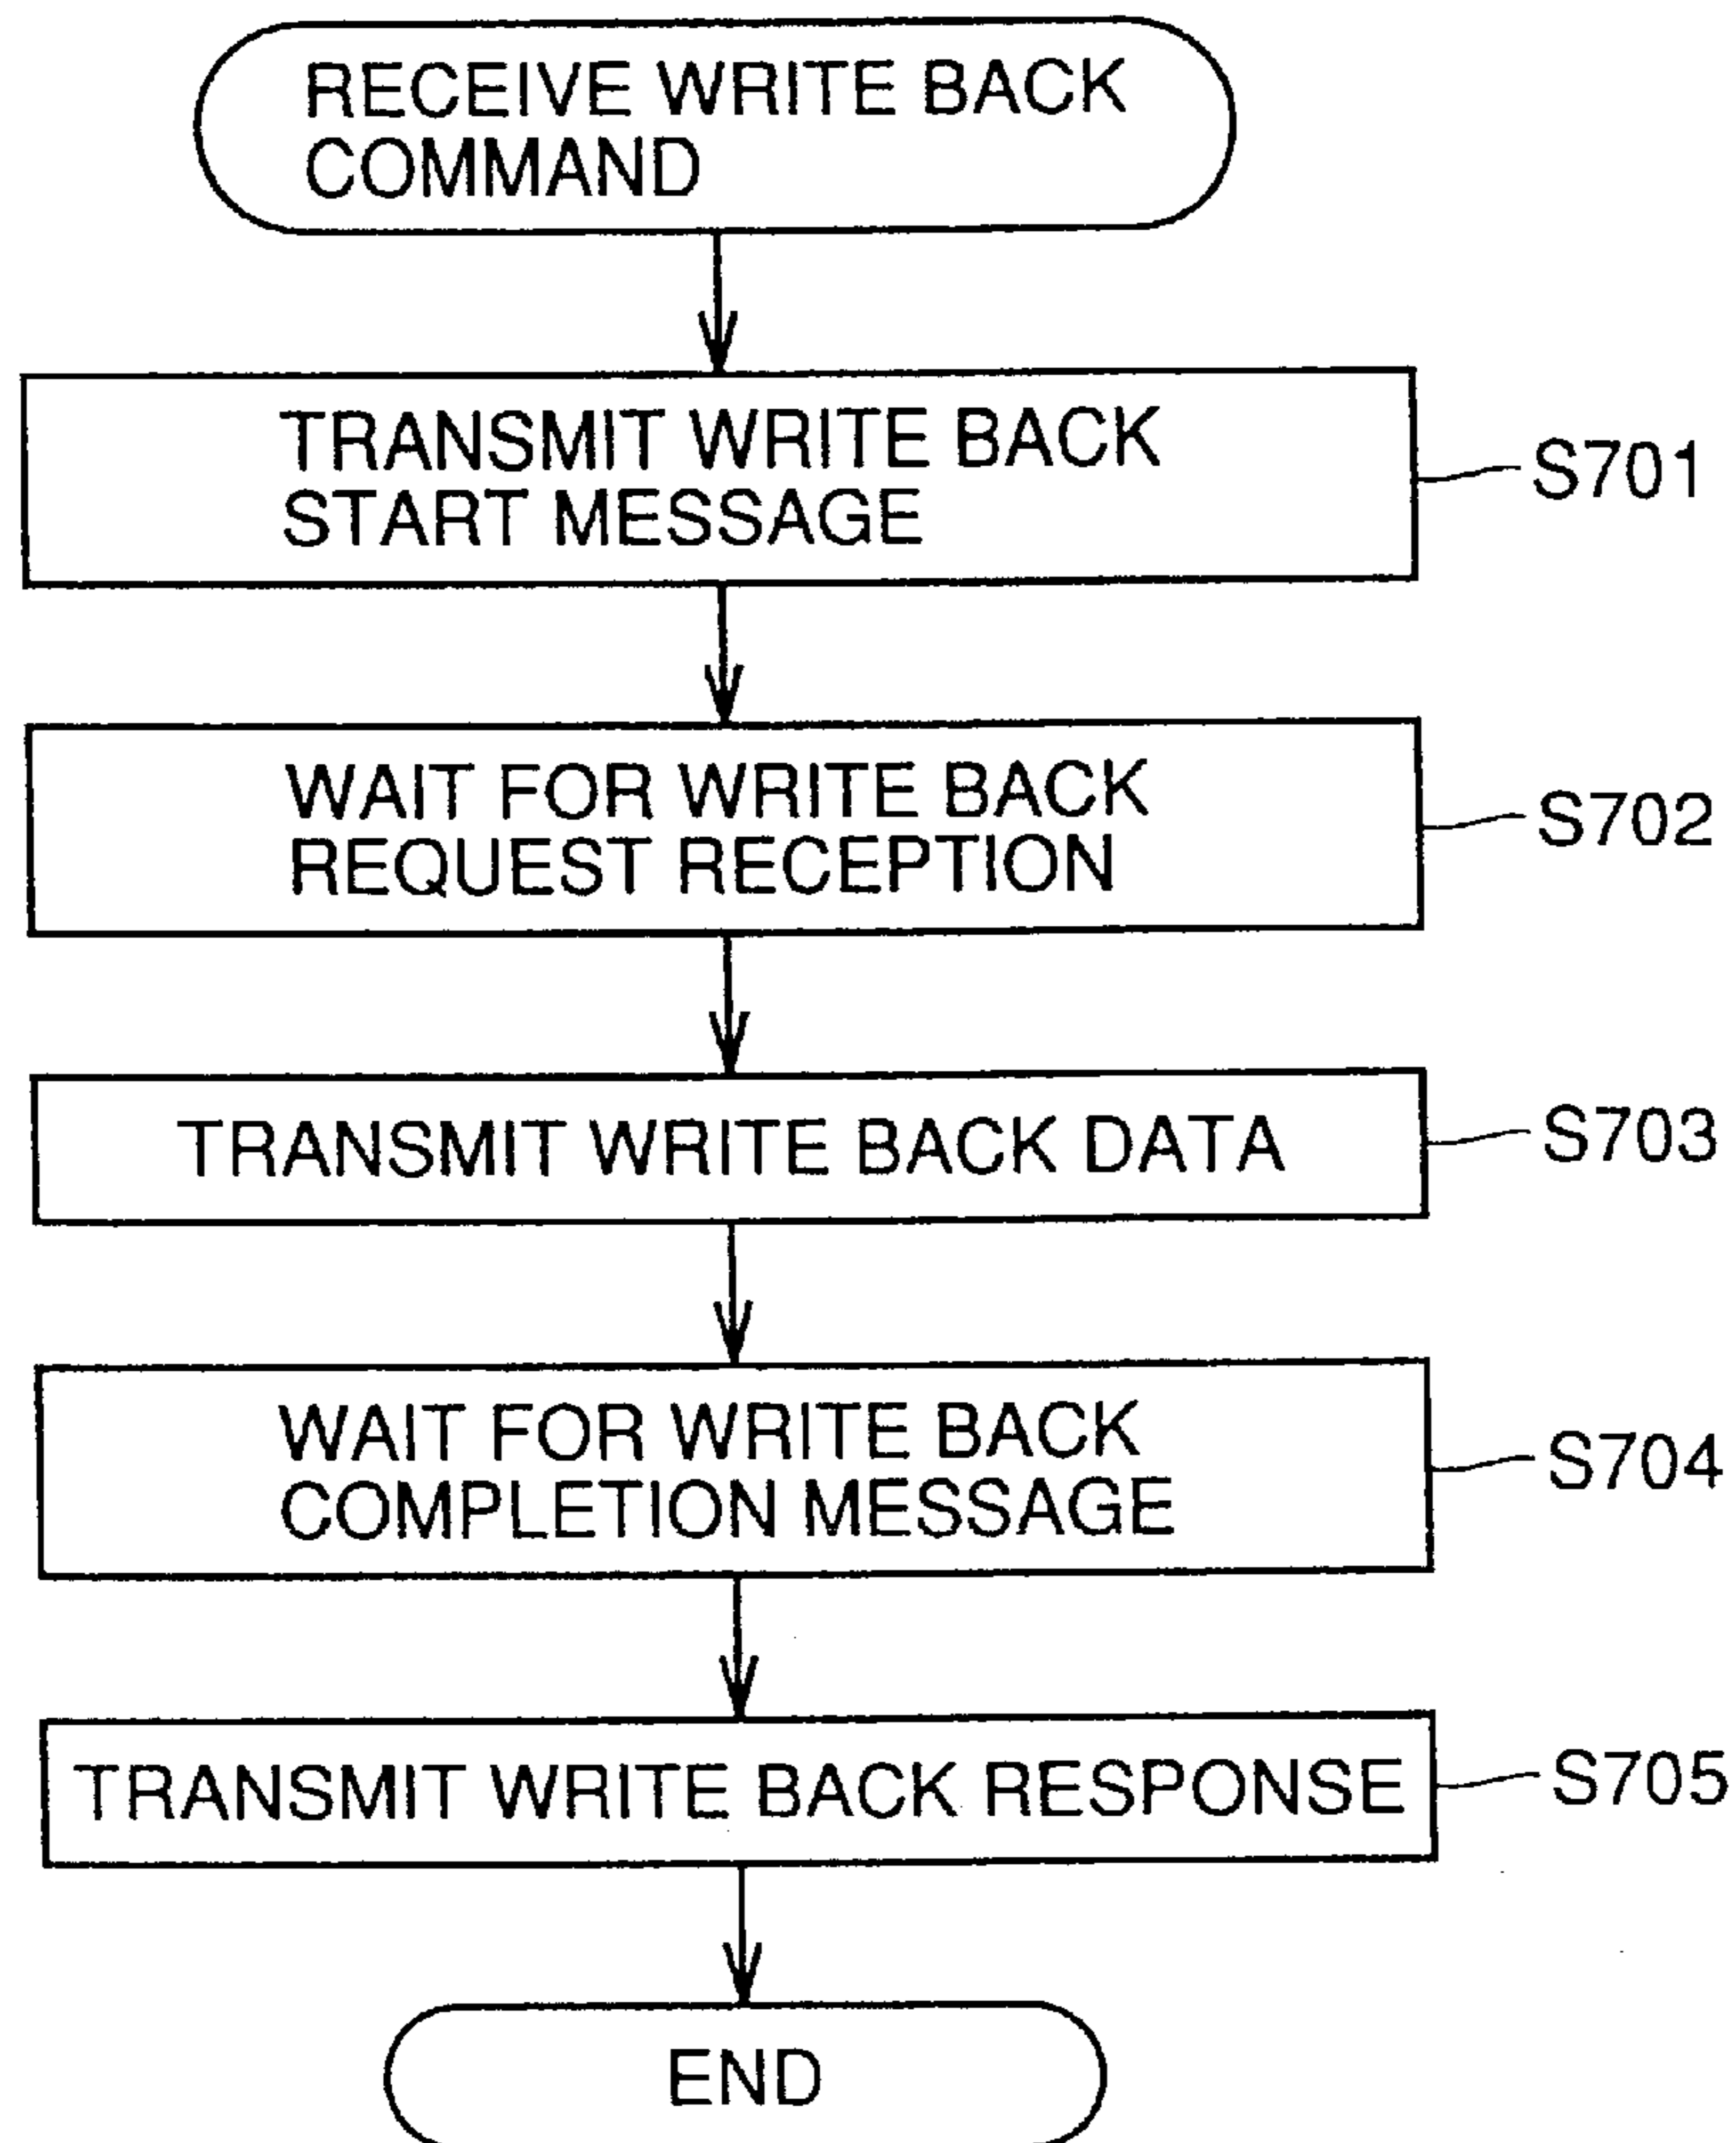 RECEIVE WRITE BACK
COMMAND
TRANSMIT WRITE BACK
START MESSAGE
S701
WAIT FOR WRITE BACK
REQUEST RECEPTION
S702
TRANSMIT WRITE BACK DATA
S703
WAIT FOR WRITE BACK
COMPLETION MESSAGE
S704
TRANSMIT WRITE BACK RESPONSE
S705
END